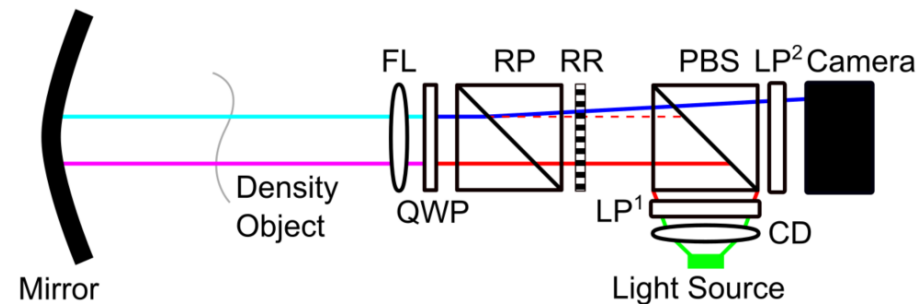 FL
RP
RR
PBS
LP²
Camera
Density
Object
QWP
LP¹
CD
Mirror
Light Source